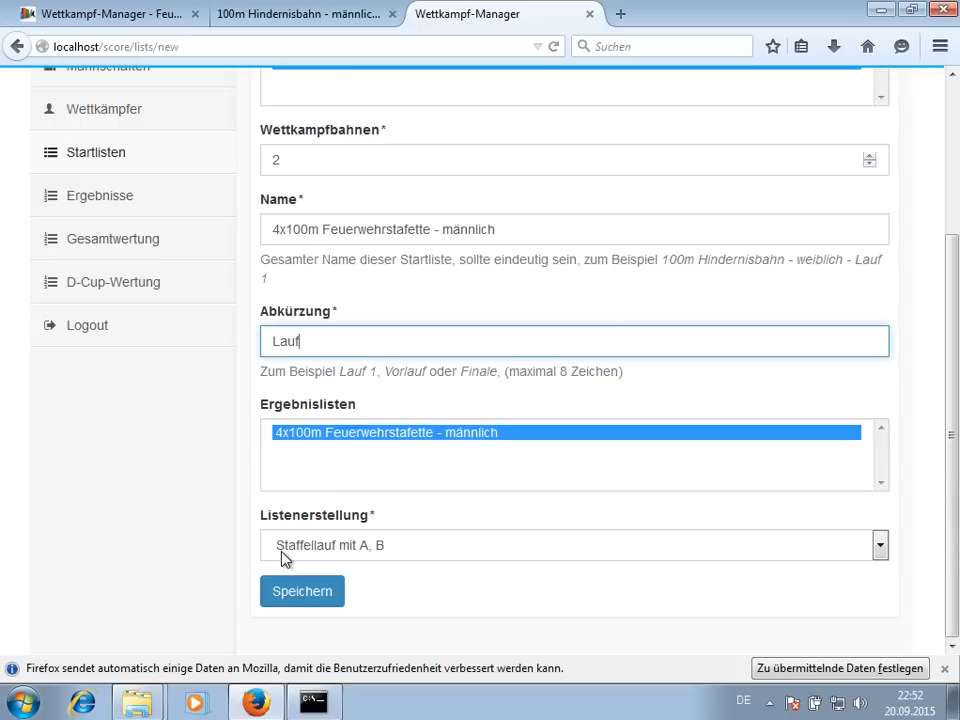 Wettkampf-Manager - Feu...
100m Hindernisbahn - männlic...
Wettkampf-Manager
localhost/score/lists/new
Suchen
Mannschaften
Wettkämpfer
Startlisten
Ergebnisse
Gesamtwertung
D-Cup-Wertung
Logout
Wettkampfbahnen*
2
Name*
4x100m Feuerwehrstafette - männlich
Gesamter Name dieser Startliste, sollte eindeutig sein, zum Beispiel 100m Hindernisbahn - weiblich - Lauf
1
Abkürzung*
Lauf
Zum Beispiel Lauf 1, Vorlauf oder Finale, (maximal 8 Zeichen)
Ergebnislisten
4x100m Feuerwehrstafette - männlich
Listenerstellung*
Staffellauf mit A, B
Speichern
Firefox sendet automatisch einige Daten an Mozilla, damit die Benutzerzufriedenheit verbessert werden kann.
Zu übermittelnde Daten festlegen
DE
22:52
20.09.2015